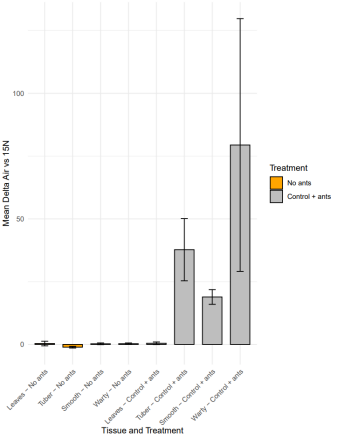 Mean Delta Air vs 15N
100
50
0
Leaves − No ants
Tuber − No ants
Smooth − No ants
Warty − No ants
Leaves − Control + ants
Tuber − Control + ants
Smooth − Control + ants
Warty − Control + ants
Tissue and Treatment
Treatment
No ants
Control + ants